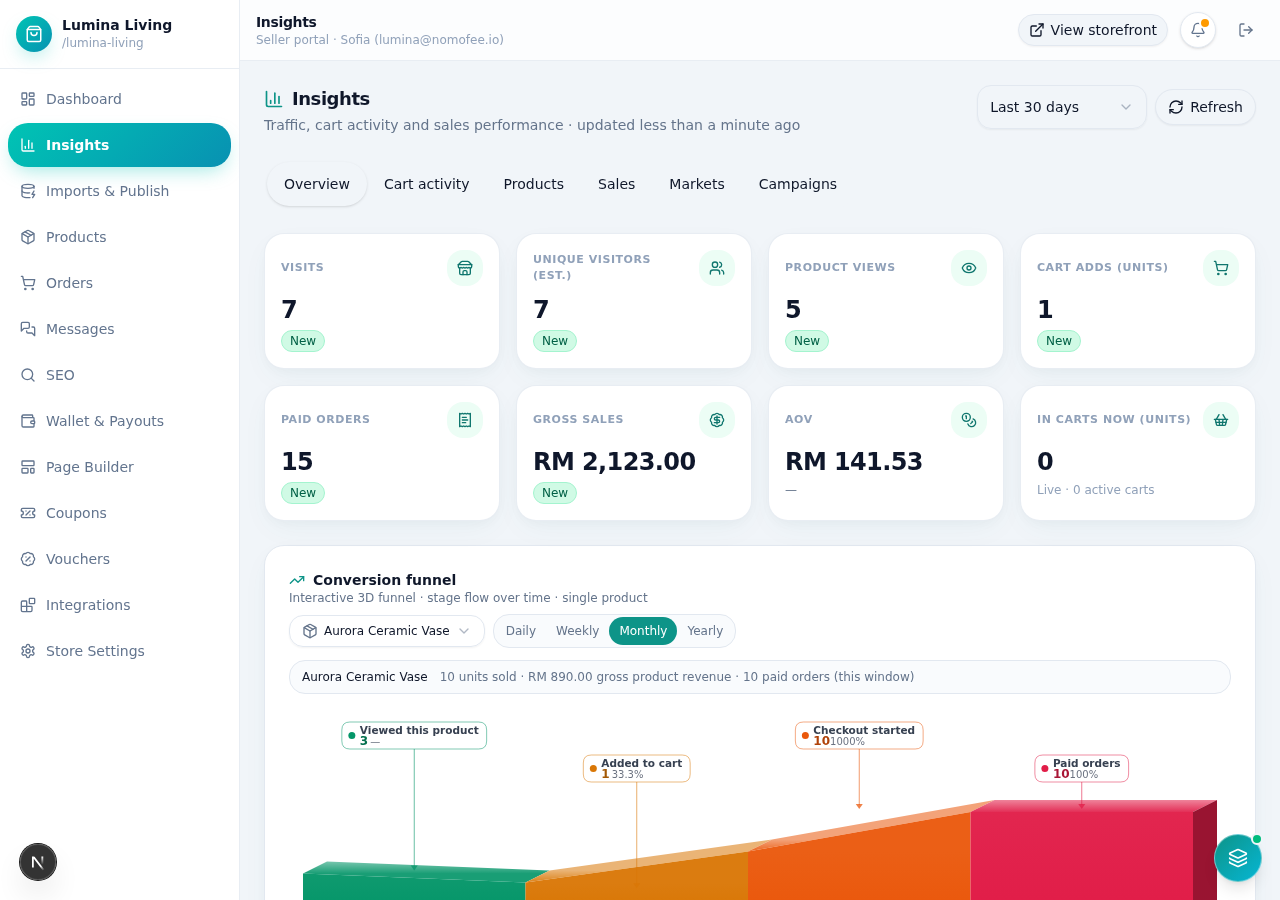 Lumina Living
/lumina-living
Dashboard
Insights
Imports & Publish
Products
Orders
Messages
SEO
Wallet & Payouts
Page Builder
Coupons
Vouchers
Integrations
Store Settings
N
Insights
Seller portal · Sofia (lumina@nomofee.io)
View storefront
Insights
Traffic, cart activity and sales performance · updated less than a minute ago
Last 30 days
Refresh
Overview Cart activity Products Sales Markets Campaigns
VISITS
7
New
UNIQUE VISITORS
(EST.)
7
New
PRODUCT VIEWS
5
New
CART ADDS (UNITS)
1
New
PAID ORDERS
15
New
GROSS SALES
RM 2,123.00
New
AOV
RM 141.53
—
IN CARTS NOW (UNITS)
0
Live · 0 active carts
Conversion funnel
Interactive 3D funnel · stage flow over time · single product
Aurora Ceramic Vase
Daily Weekly Monthly Yearly
Aurora Ceramic Vase 10 units sold · RM 890.00 gross product revenue · 10 paid orders (this window)
Viewed this product
3 —
Added to cart
1 33.3%
Checkout started
10 1000%
Paid orders
10 100%